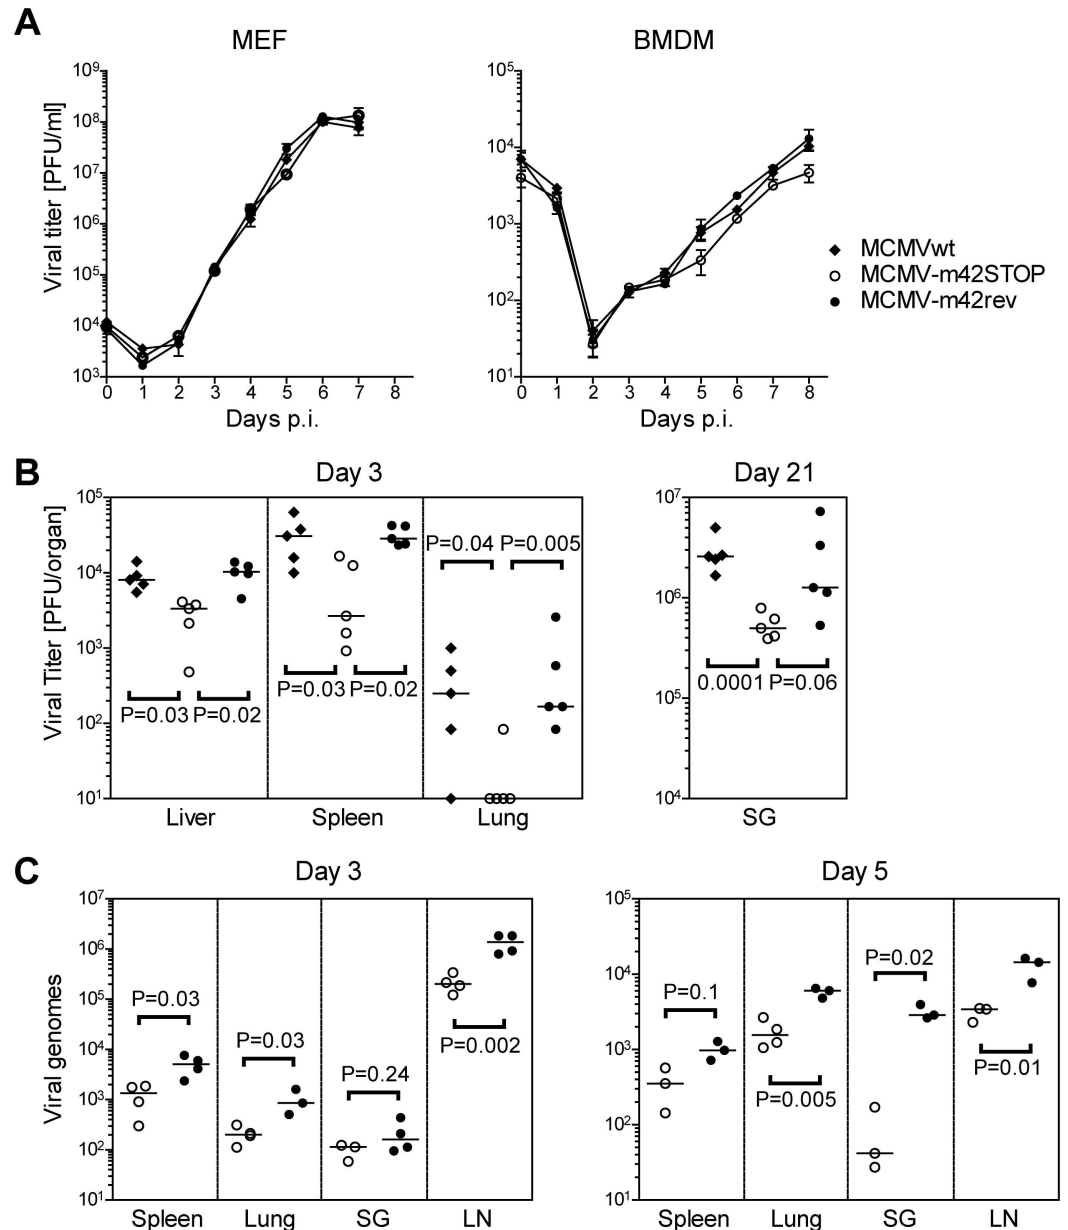 A
MEF
BMDM
Viral titer [PFU/ml]
10⁹
10⁸
10⁷
10⁶
10⁵
10⁴
10³
0 1 2 3 4 5 6 7 8
Days p.i.
10⁵
10⁴
10³
10²
10¹
0 1 2 3 4 5 6 7 8
Days p.i.
MCMVwt
MCMV-m42STOP
MCMV-m42rev
B
Day 3
Day 21
Viral Titer [PFU/organ]
10⁵
10⁴
10³
10²
10¹
P=0.03 P=0.02
P=0.03 P=0.02
P=0.04 P=0.005
Liver Spleen Lung
10⁷
10⁶
10⁵
10⁴
0.0001 P=0.06
SG
C
Day 3
Day 5
Viral genomes
10⁷
10⁶
10⁵
10⁴
10³
10²
10¹
P=0.03
P=0.03
P=0.24
P=0.002
Spleen Lung SG LN
10⁵
10⁴
10³
10²
10¹
P=0.1
P=0.005
P=0.02
P=0.01
Spleen Lung SG LN